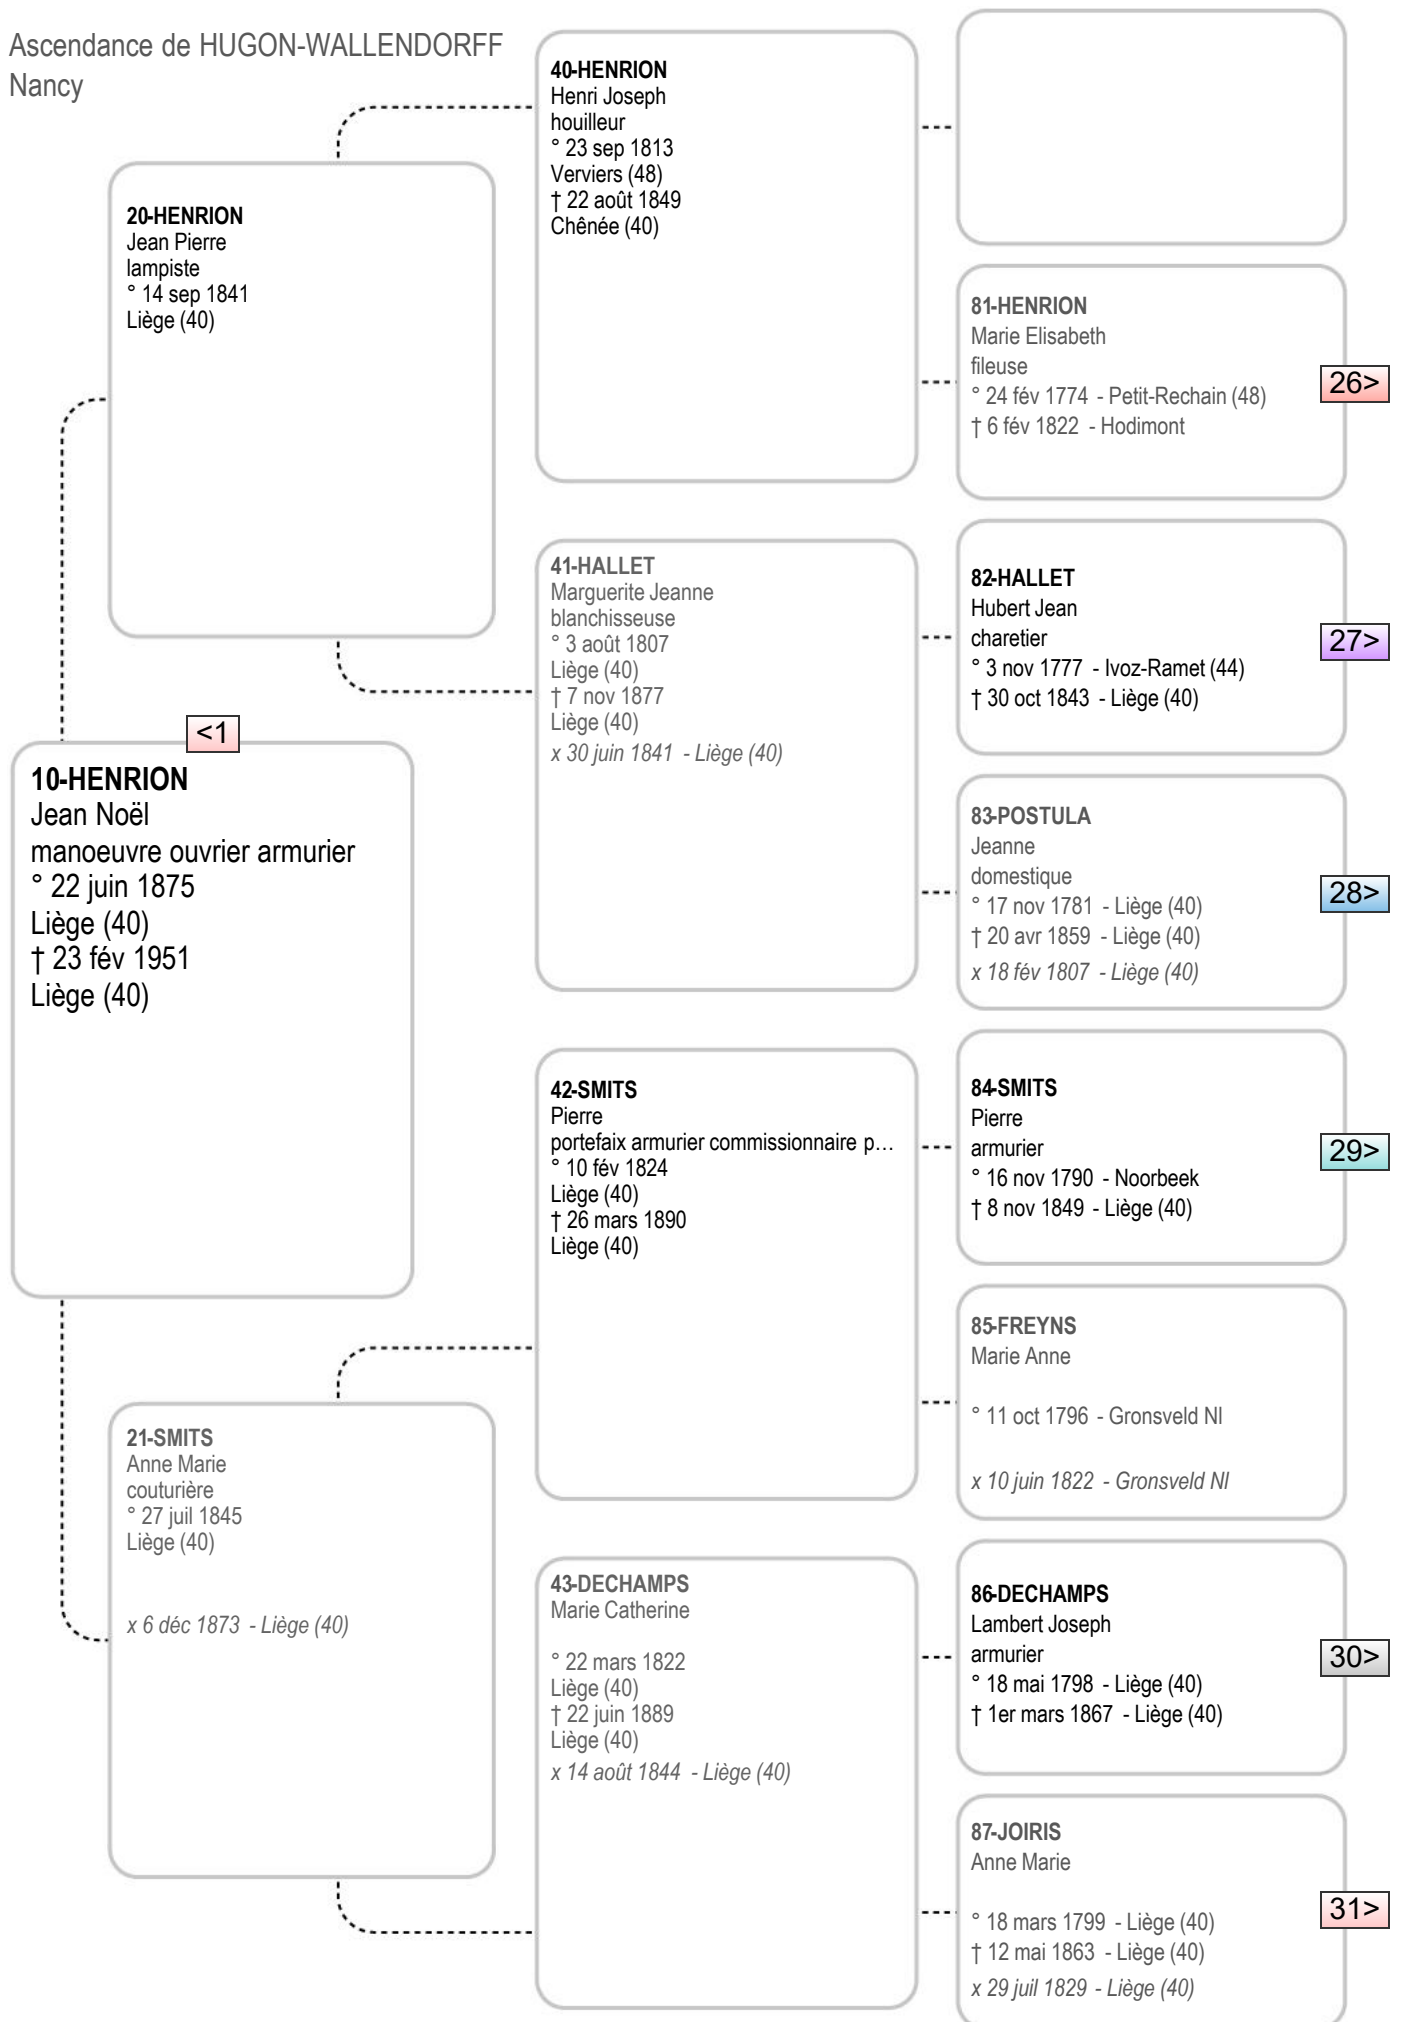 Ascendance de HUGON-WALLENDORFF
Nancy
<1
10-HENRION
Jean Noël
manoeuvre ouvrier armurier
° 22 juin 1875
Liège (40)
† 23 fév 1951
Liège (40)
20-HENRION
Jean Pierre
lampiste
° 14 sep 1841
Liège (40)
21-SMITS
Anne Marie
couturière
° 27 juil 1845
Liège (40)
x 6 déc 1873 - Liège (40)
40-HENRION
Henri Joseph
houilleur
° 23 sep 1813
Verviers (48)
† 22 août 1849
Chênée (40)
41-HALLET
Marguerite Jeanne
blanchisseuse
° 3 août 1807
Liège (40)
† 7 nov 1877
Liège (40)
x 30 juin 1841 - Liège (40)
42-SMITS
Pierre
portefaix armurier commissionnaire p…
° 10 fév 1824
Liège (40)
† 26 mars 1890
Liège (40)
43-DECHAMPS
Marie Catherine
° 22 mars 1822
Liège (40)
† 22 juin 1889
Liège (40)
x 14 août 1844 - Liège (40)
81-HENRION
Marie Elisabeth
fileuse
° 24 fév 1774 - Petit-Rechain (48)
† 6 fév 1822 - Hodimont
26>
82-HALLET
Hubert Jean
charetier
° 3 nov 1777 - Ivoz-Ramet (44)
† 30 oct 1843 - Liège (40)
27>
83-POSTULA
Jeanne
domestique
° 17 nov 1781 - Liège (40)
† 20 avr 1859 - Liège (40)
x 18 fév 1807 - Liège (40)
28>
84-SMITS
Pierre
armurier
° 16 nov 1790 - Noorbeek
† 8 nov 1849 - Liège (40)
29>
85-FREYNS
Marie Anne
° 11 oct 1796 - Gronsveld Nl
x 10 juin 1822 - Gronsveld Nl
86-DECHAMPS
Lambert Joseph
armurier
° 18 mai 1798 - Liège (40)
† 1er mars 1867 - Liège (40)
30>
87-JOIRIS
Anne Marie
° 18 mars 1799 - Liège (40)
† 12 mai 1863 - Liège (40)
x 29 juil 1829 - Liège (40)
31>